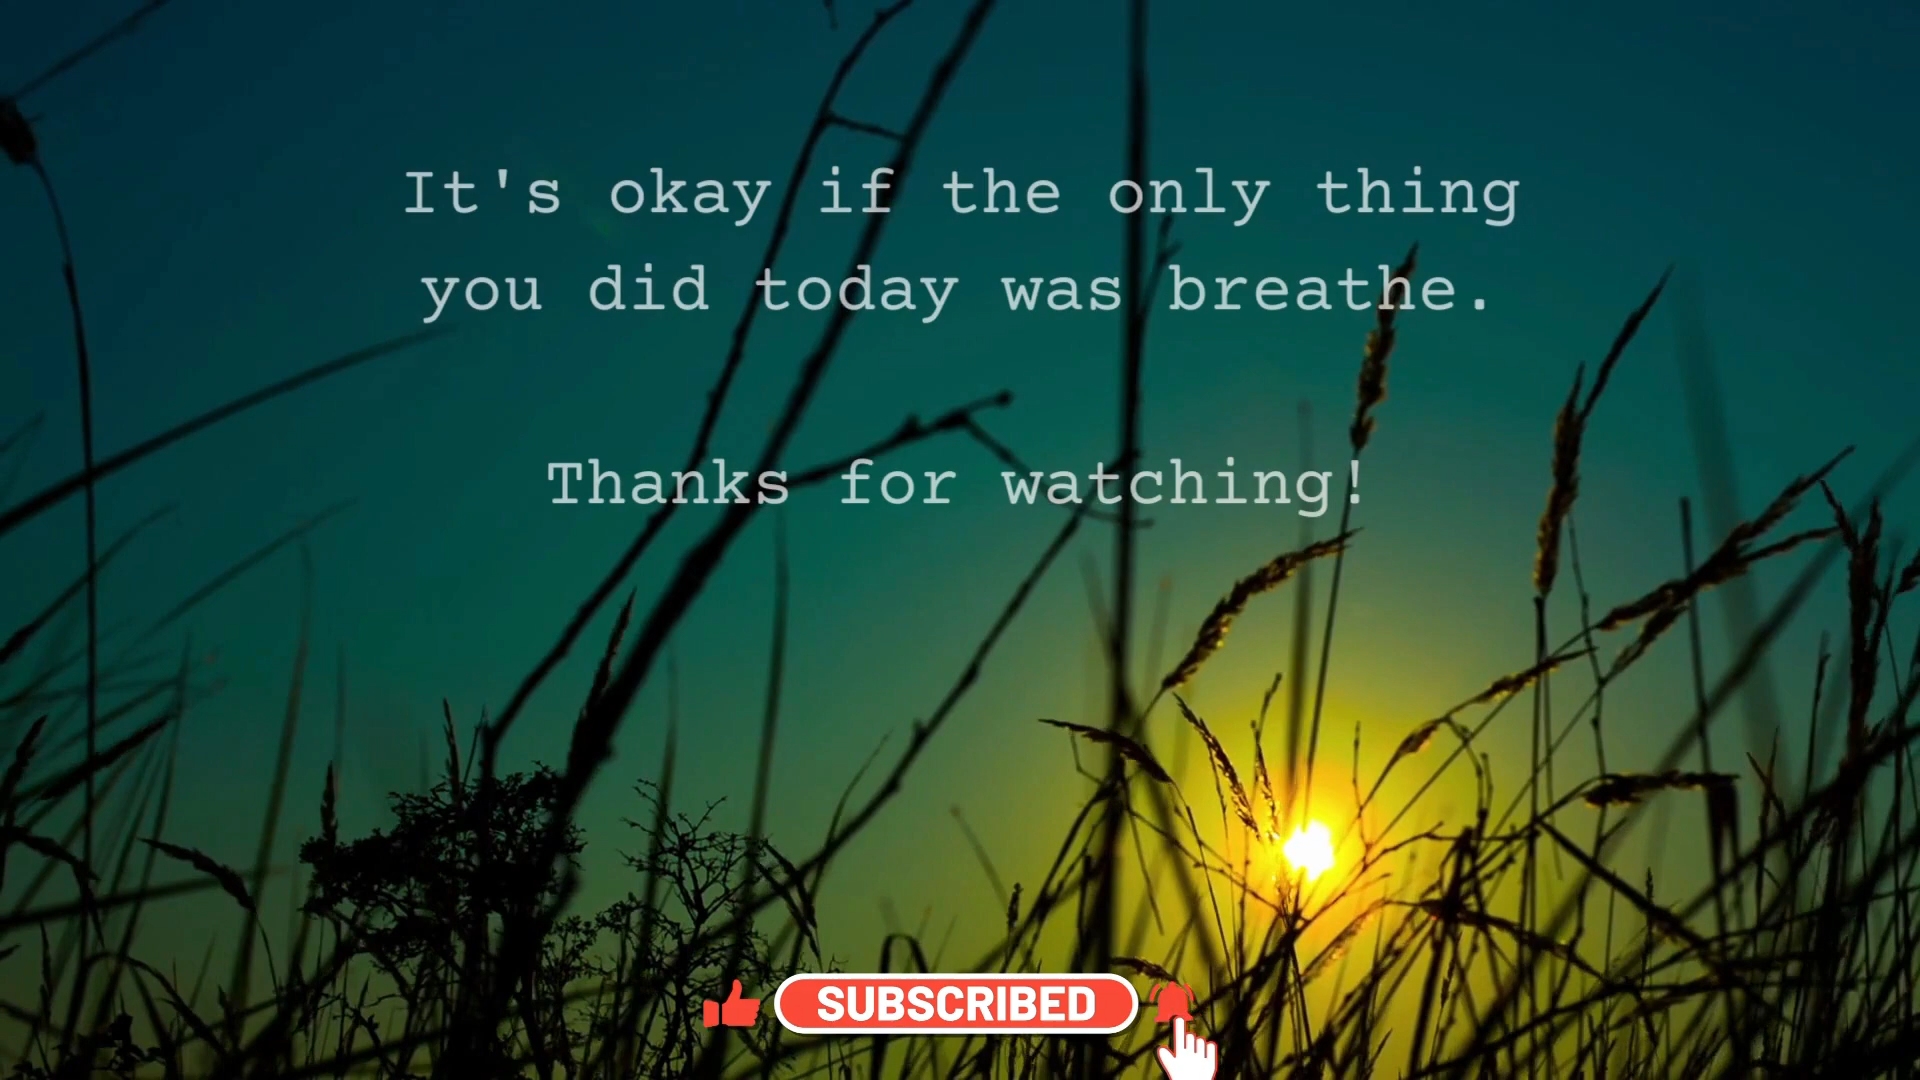 It's okay if the only thing
you did today was breathe.
Thanks for watching!
SUBSCRIBED